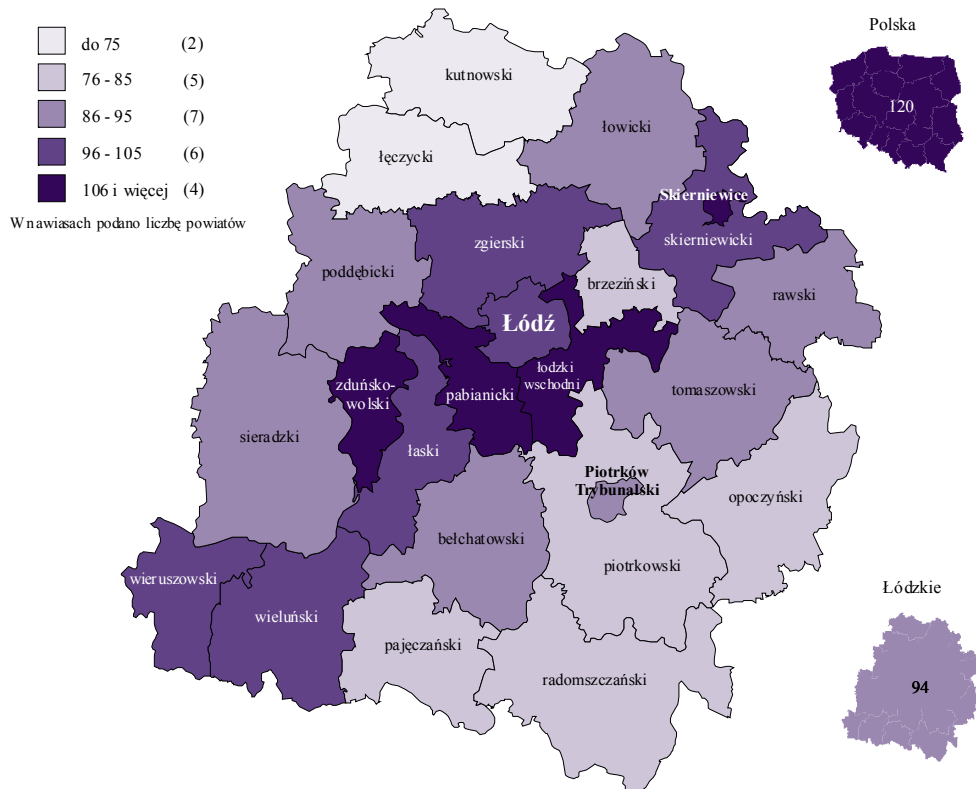 do 75 (2)
76 - 85 (5)
86 - 95 (7)
96 - 105 (6)
106 i więcej (4)
W nawiasach podano liczbę powiatów
Polska
120
kutnowski
łowicki
łęczycki
Skierniewice
skierniewicki
zgierski
poddębicki
brzeziński
rawski
Łódź
łodzki
wschodni
zduńsko-
wolski
pabianicki
tomaszowski
sieradzki
łaski
Piotrków
Trybunalski
opoczyński
bełchatowski
piotrkowski
wieruszowski
wieluński
pajęczański
radomszczański
Łódzkie
94